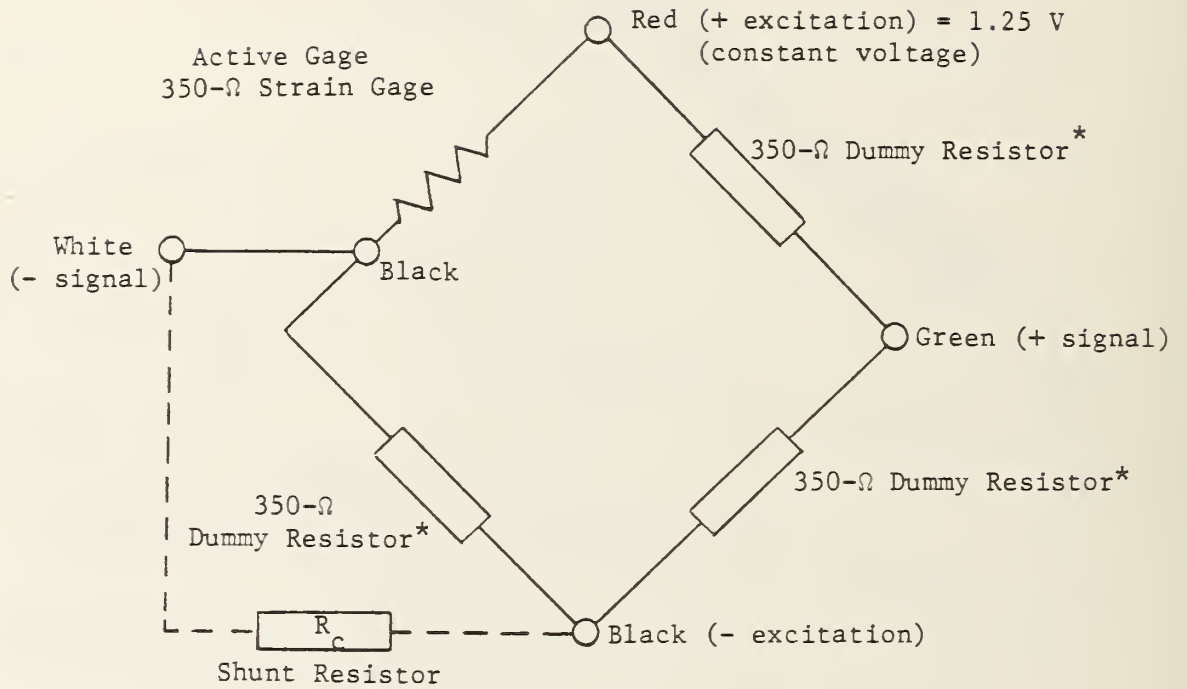 Red (+ excitation) = 1.25 V
(constant voltage)
Active Gage
350-Ω Strain Gage
350-Ω Dummy Resistor*
White
(- signal)
Black
Green (+ signal)
350-Ω Dummy Resistor*
350-Ω
Dummy Resistor*
R_c
Black (- excitation)
Shunt Resistor